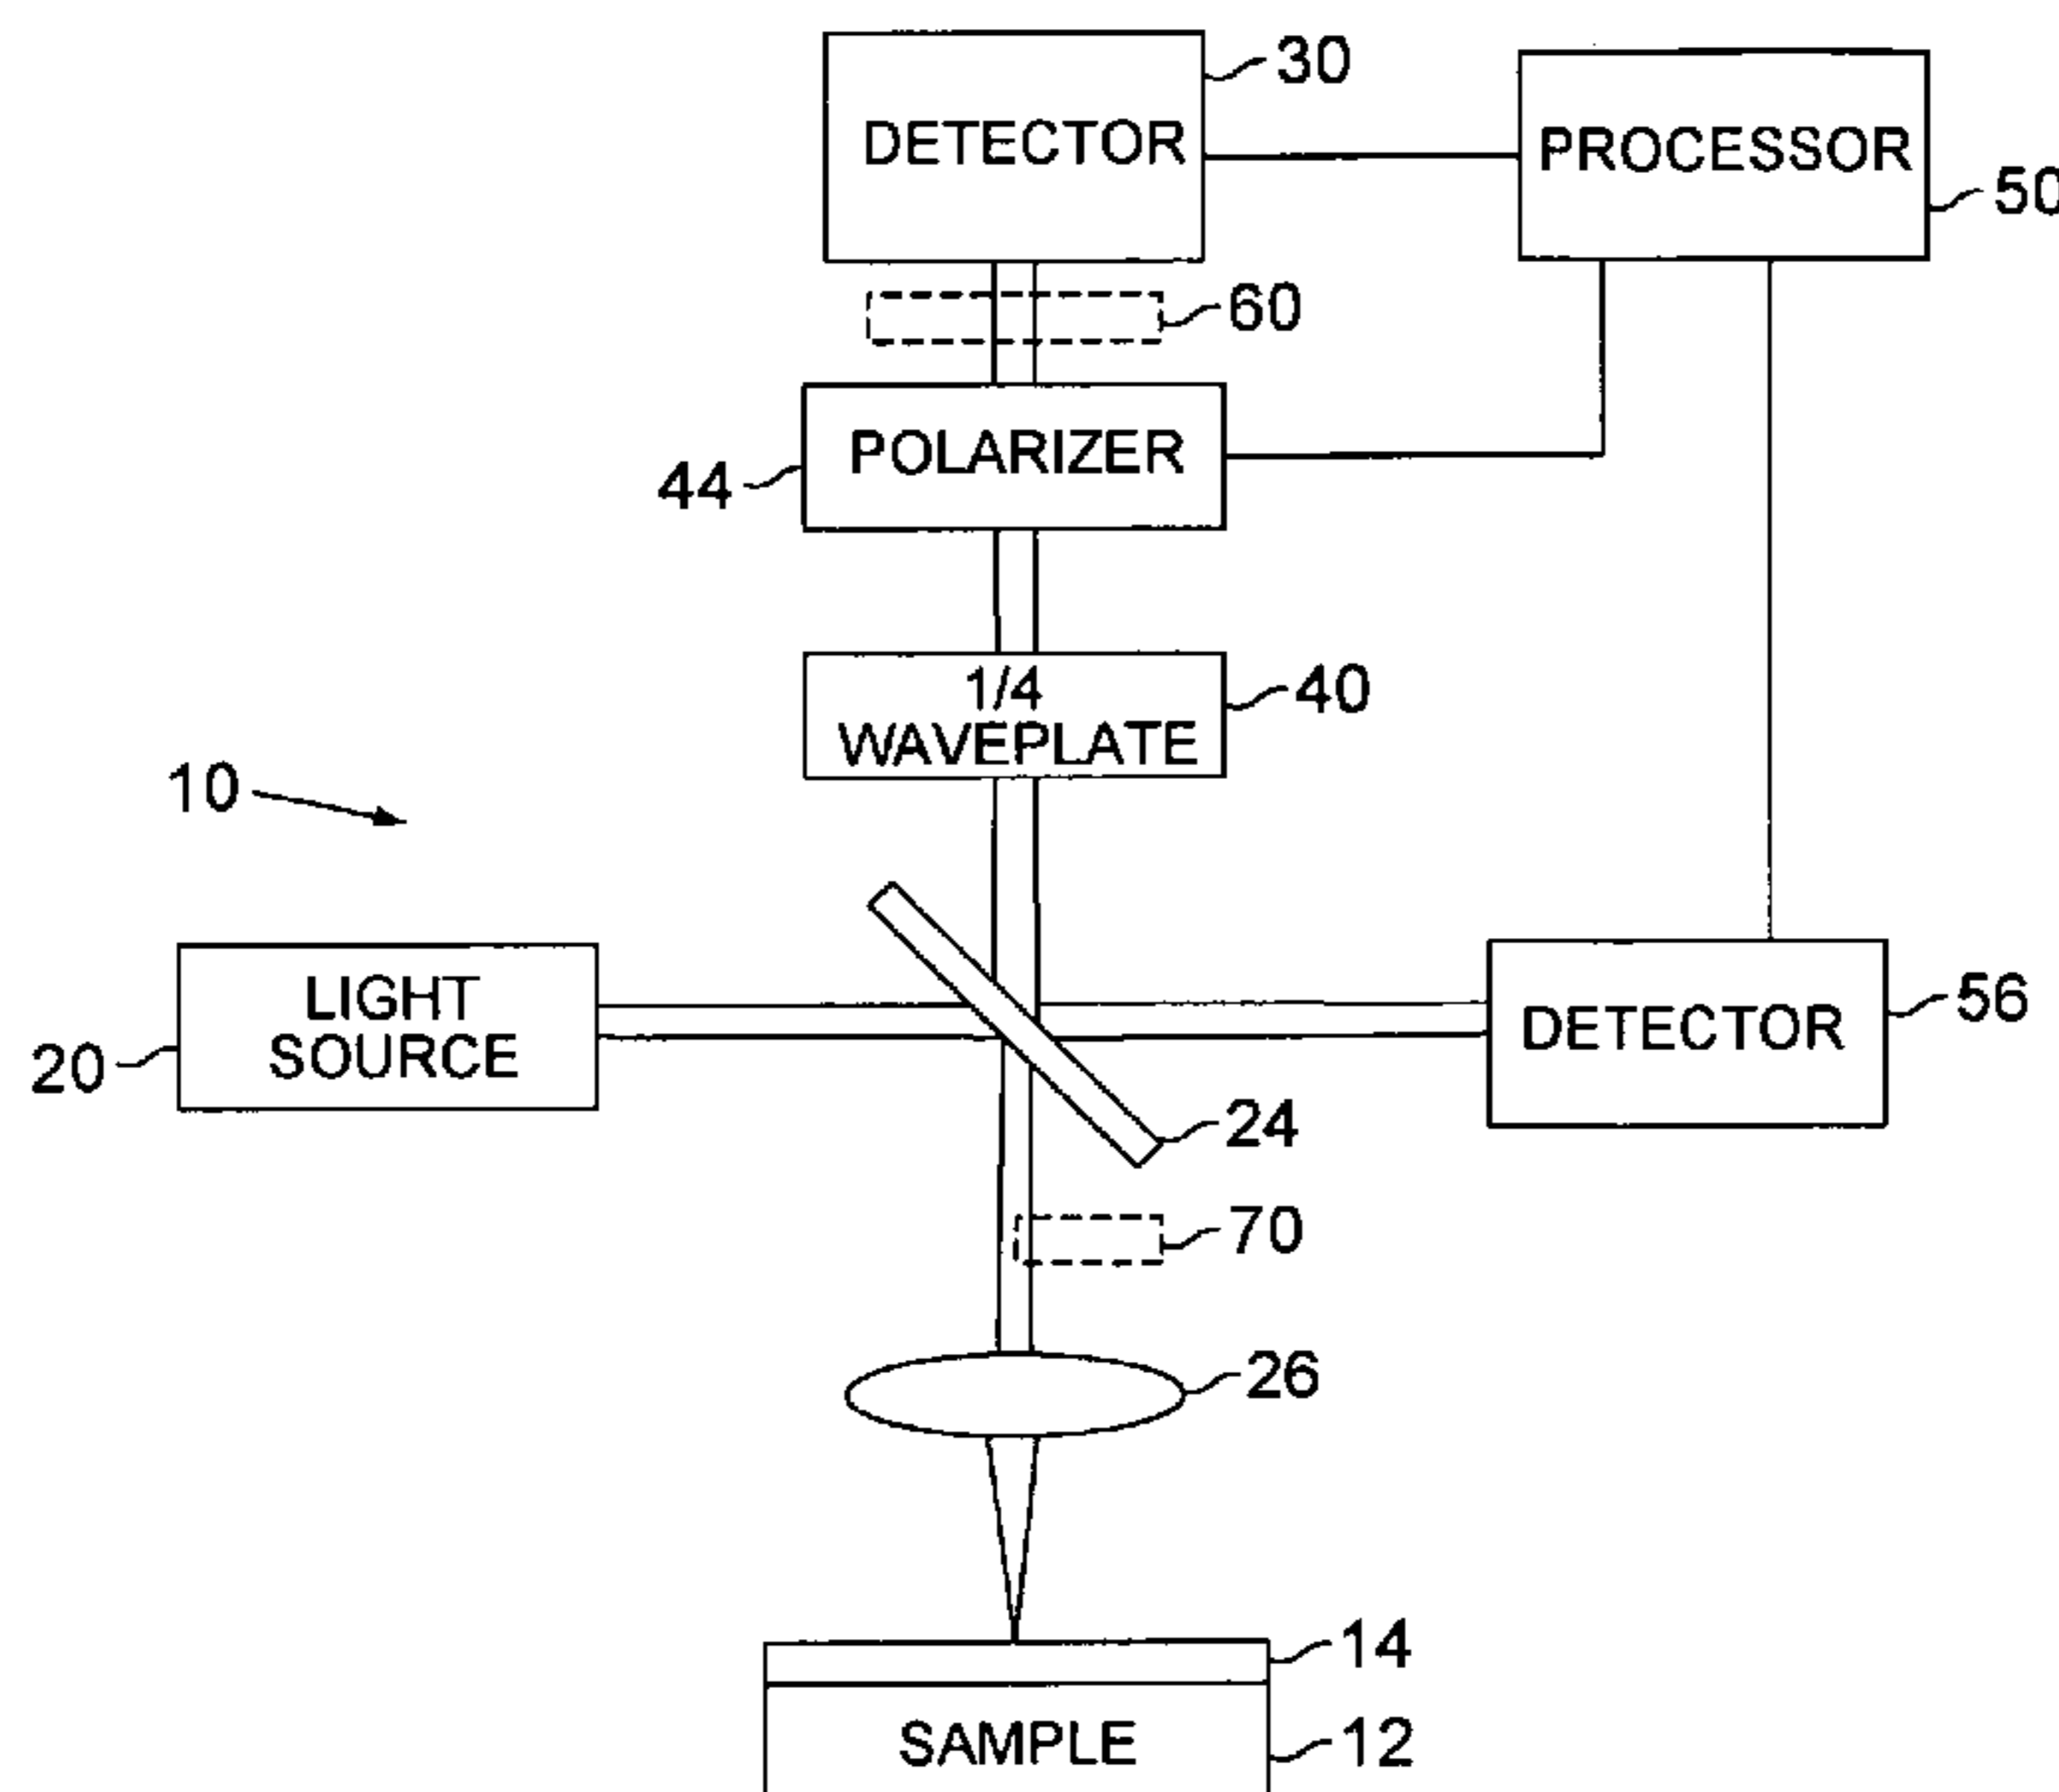 30
DETECTOR
PROCESSOR
50
60
POLARIZER
44
1/4
WAVEPLATE
40
10
LIGHT
SOURCE
20
DETECTOR
56
24
70
26
14
SAMPLE
12